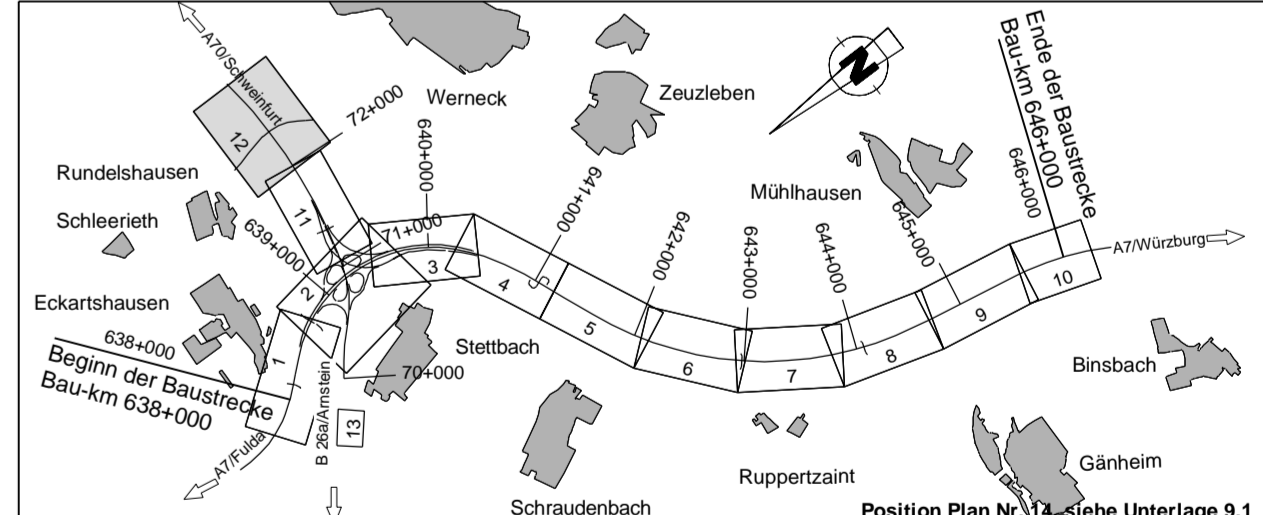 A70/Schweinfurt
12
72+000
Werneck
Zeuzleben
N
Ende der Baustrecke
Bau-km 646+000
646+000
Rundelshausen
Schleerieth
11
639+000
71+000
640+000
641+000
Mühlhausen
645+000
A7/Würzburg
Eckartshausen
2
3
4
5
642+000
643+000
644+000
6
7
8
9
10
638+000
Beginn der Baustrecke
Bau-km 638+000
1
Stettbach
70+000
B 26a/Arnstein
13
A7/Fulda
Binsbach
Schraudenbach
Ruppertzaint
Gänheim
Position Plan Nr. 14 siehe Unterlage 9.1